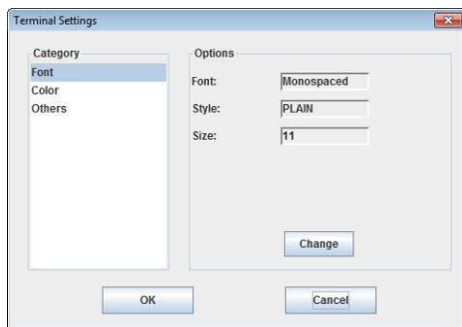 Terminal Settings
Category
Font
Color
Others
Options
Font: Monospaced
Style: PLAIN
Size: 11
Change
OK Cancel